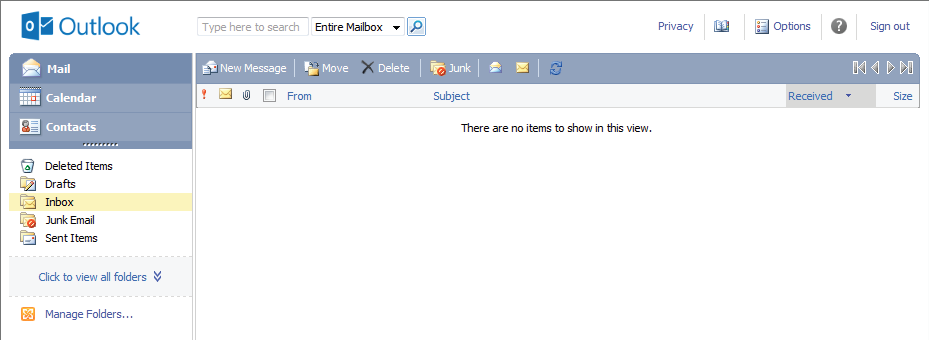 Outlook
Type here to search Entire Mailbox
Privacy Options ? Sign out
Mail
Calendar
Contacts
New Message Move Delete Junk
! From Subject Received Size
There are no items to show in this view.
Deleted Items
Drafts
Inbox
Junk Email
Sent Items
Click to view all folders
Manage Folders...